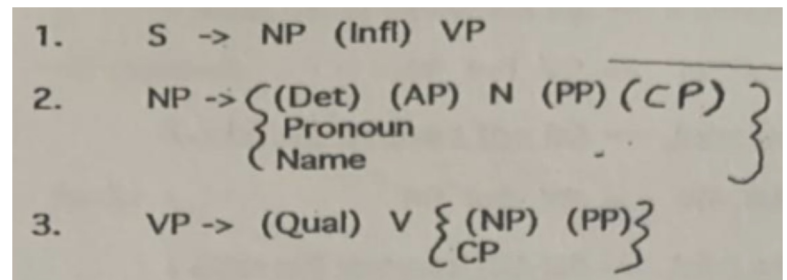 1. S -> NP (Infl) VP
2. NP -> { (Det) (AP) N (PP) (CP) }
Pronoun
Name
3. VP -> (Qual) V { (NP) (PP) }
CP